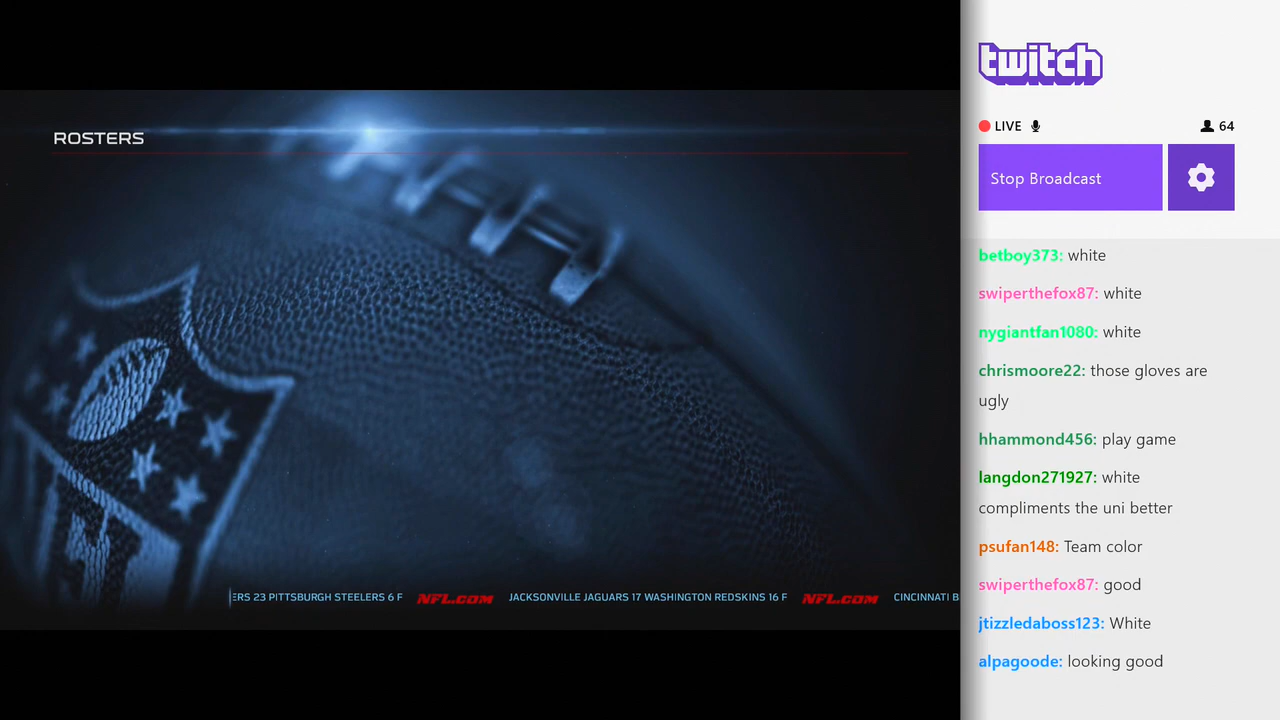 ROSTERS
ERS 23 PITTSBURGH STEELERS 6 F NFL.COM JACKSONVILLE JAGUARS 17 WASHINGTON REDSKINS 16 F NFL.COM CINCINNATI B
twitch
LIVE 64
Stop Broadcast
betboy373: white
swiperthefox87: white
nygiantfan1080: white
chrismoore22: those gloves are
ugly
hhammond456: play game
langdon271927: white
compliments the uni better
psufan148: Team color
swiperthefox87: good
jtizzledaboss123: White
alpagoode: looking good